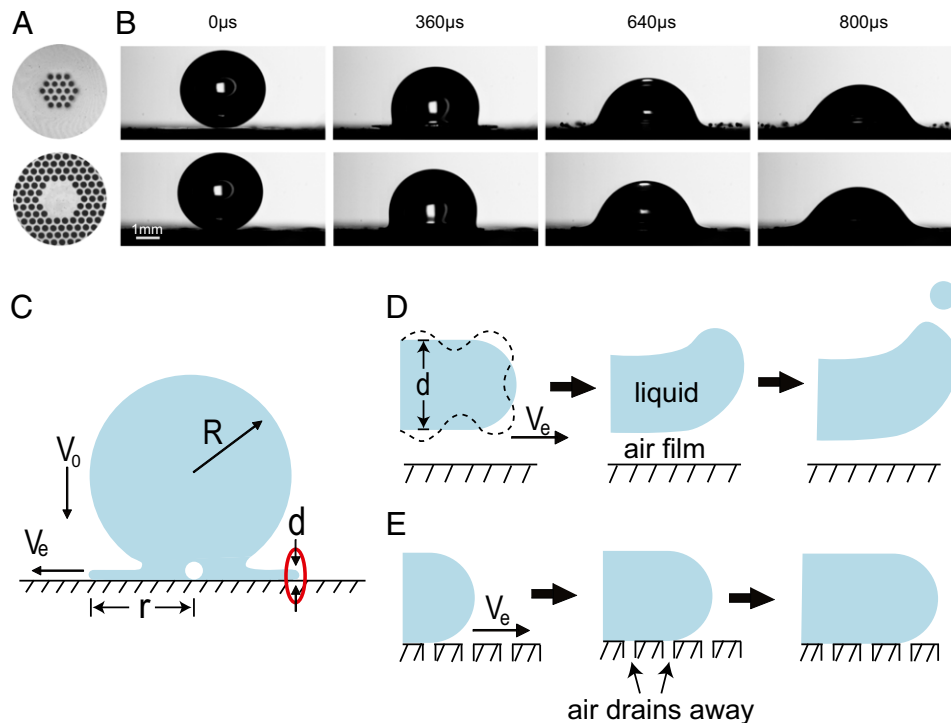 A
B
0μs
360μs
640μs
800μs
1mm
C
V₀
R
Vₑ
d
r
D
d
Vₑ
liquid
air film
E
Vₑ
air drains away